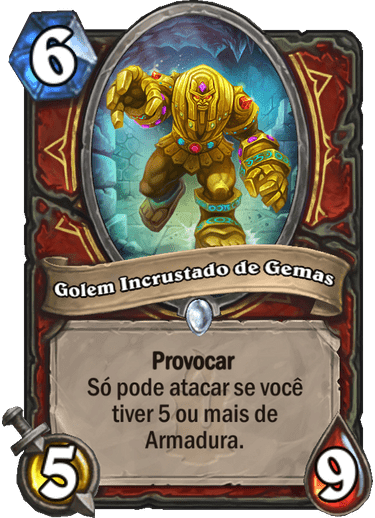 6
Golem Incrustado de Gemas
Provocar
Só pode atacar se você
tiver 5 ou mais de
Armadura.
5
9